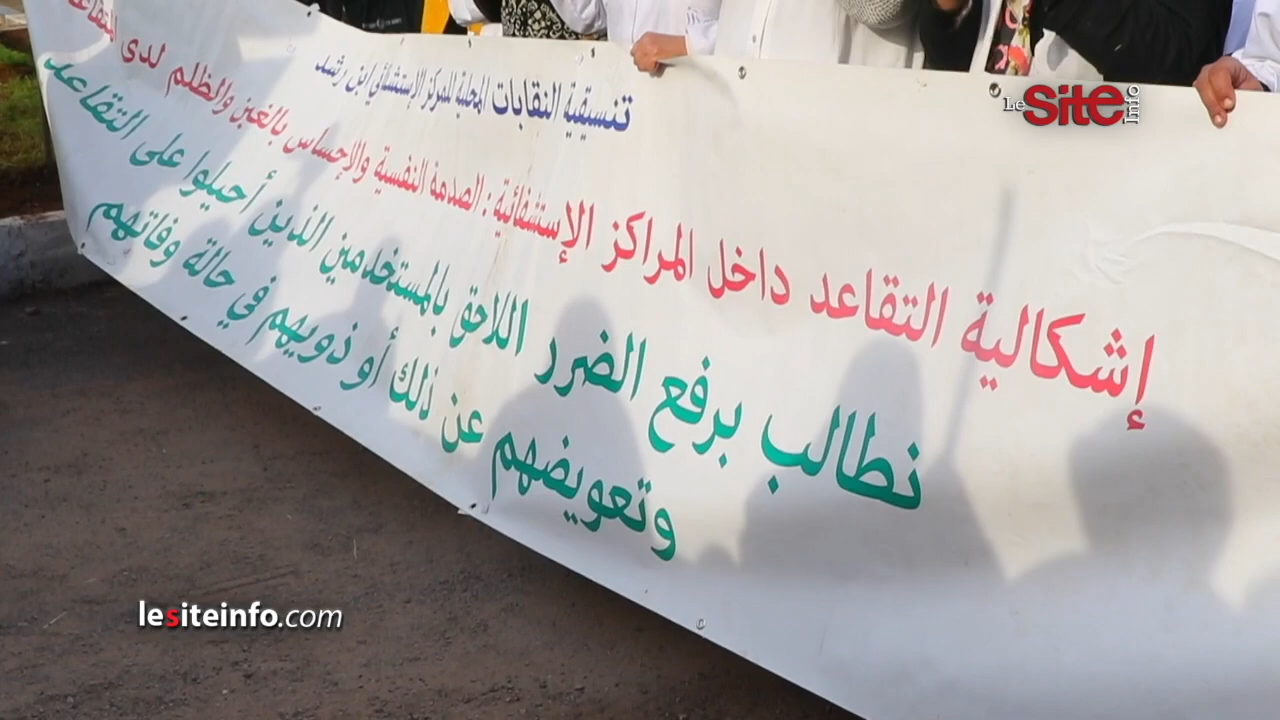 تنسيقية النقابات المحلية للمركز الإستشفائي ابن رشد
إشكالية التقاعد داخل المراكز الإستشفائية : الصدمة النفسية والإحساس بالغبن والظلم لدى
نطالب برفع الضرر اللاحق بالمستخدمين الذين أحيلوا على التقاعد
وتعويضهم عن ذلك أو ذويهم في حالة وفاتهم
Le Site Info
lesiteinfo.com